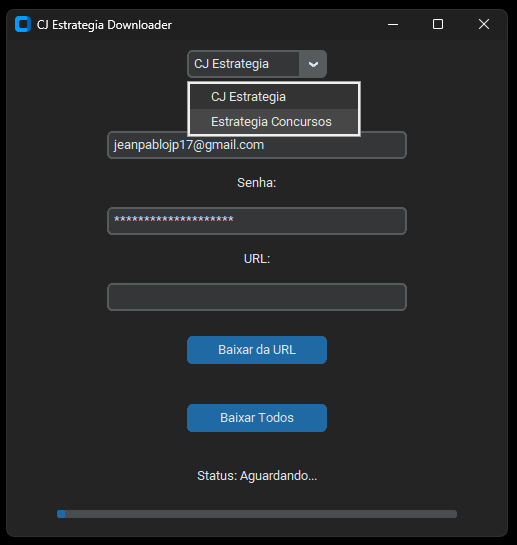 CJ Estrategia Downloader
CJ Estrategia
CJ Estrategia
Estrategia Concursos
jeanpablojp17@gmail.com
Senha:
********************
URL:
Baixar da URL
Baixar Todos
Status: Aguardando...